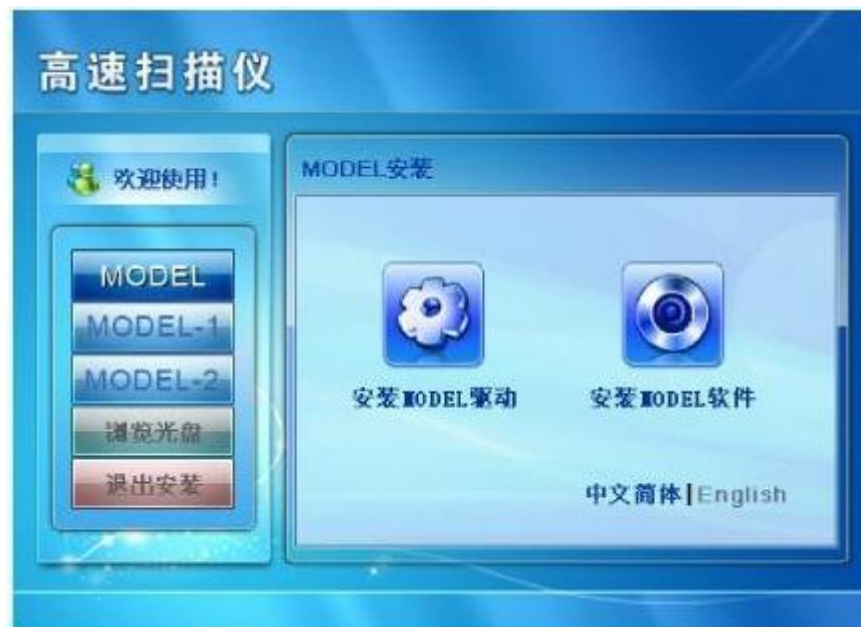 高速扫描仪
欢迎使用！
MODEL
MODEL-1
MODEL-2
浏览光盘
退出安装
MODEL安装
安装MODEL驱动
安装MODEL软件
中文简体|English